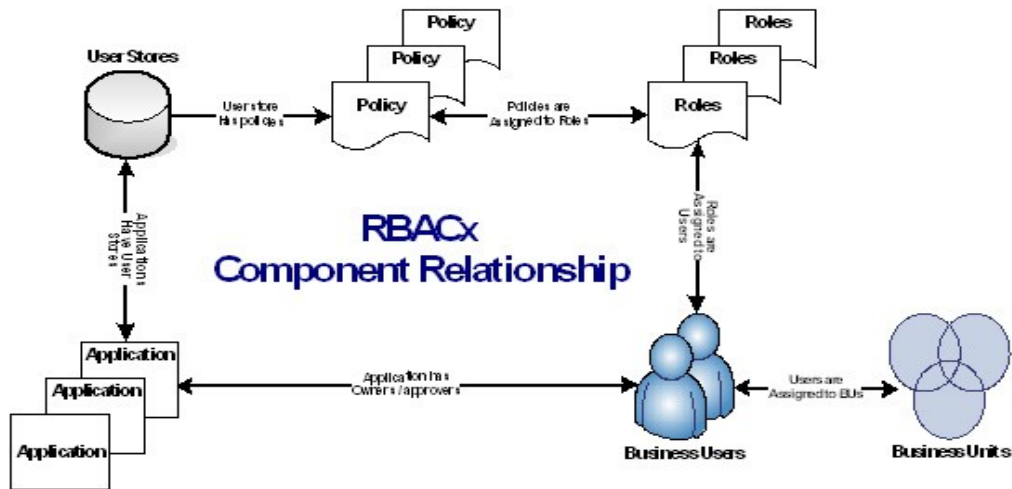 Policy
Roles
User Stores
Policy
Roles
Policy
Roles
User store
Has policies
Policies are
Assigned to Roles
Applications
Have User
Stores
Roles are
Assigned to
Users
RBACx
Component Relationship
Application
Application
Application
Application has
Owners / approvers
Users are
Assigned to BUs
Business Users
Business Units